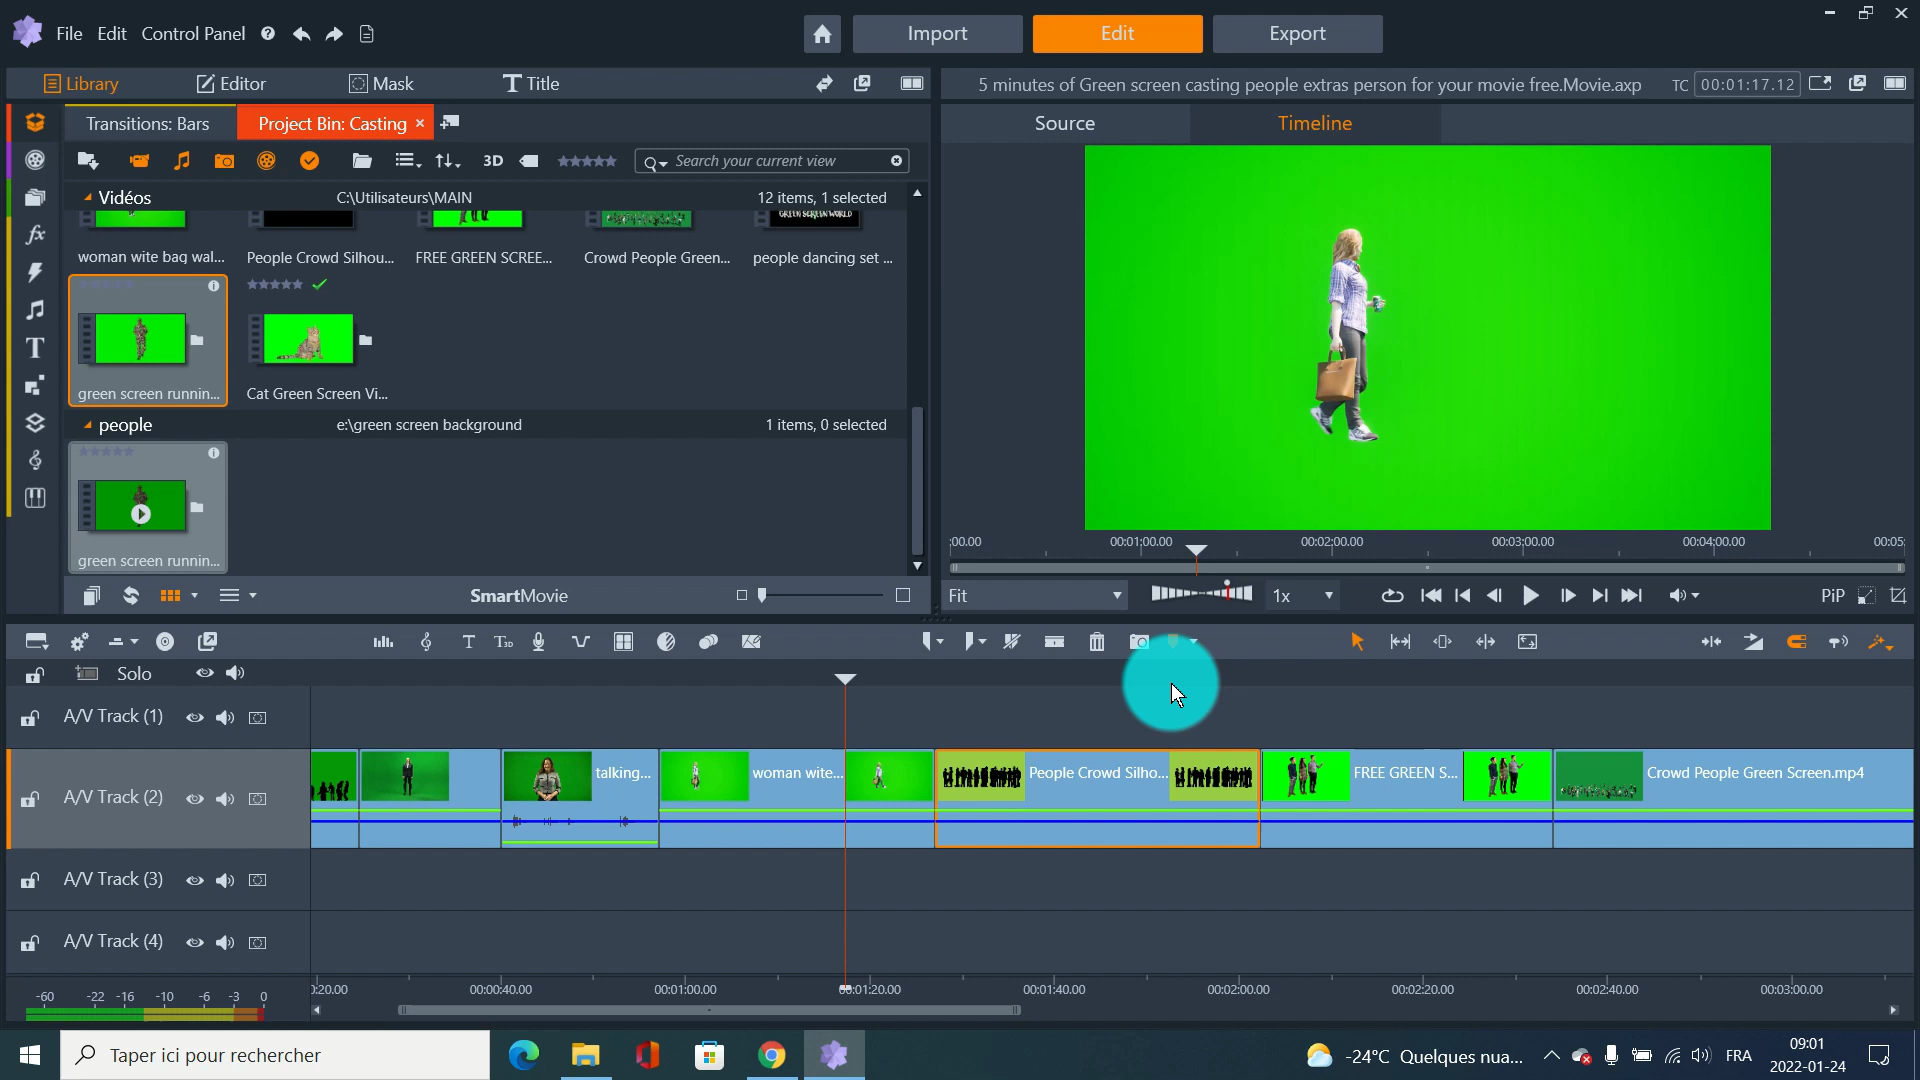 File Edit Control Panel
Import Edit Export
Library Editor Mask Title
5 minutes of Green screen casting people extras person for your movie free.Movie.axp TC 00:01:17.12
Transitions: Bars Project Bin: Casting ×
Source Timeline
3D Search your current view
Vidéos C:\Utilisateurs\MAIN 12 items, 1 selected
GREEN SCREEN WORLD
woman wite bag wal... People Crowd Silhou... FREE GREEN SCREE... Crowd People Green... people dancing set ...
green screen runnin... Cat Green Screen Vi...
people e:\green screen background 1 items, 0 selected
green screen runnin...
;00.00 00:01:00.00 00:02:00.00 00:03:00.00 00:04:00.00 00:05:
SmartMovie
Fit 1x PiP
T T3D
Solo
A/V Track (1)
A/V Track (2)
talking... woman wite... People Crowd Silho... FREE GREEN S... Crowd People Green Screen.mp4
A/V Track (3)
A/V Track (4)
-60 -22 -16 -10 -6 -3 0
):20.00 00:00:40.00 00:01:00.00 00:01:20.00 00:01:40.00 00:02:00.00 00:02:20.00 00:02:40.00 00:03:00.00
Taper ici pour rechercher
-24°C Quelques nua... FRA
09:01
2022-01-24